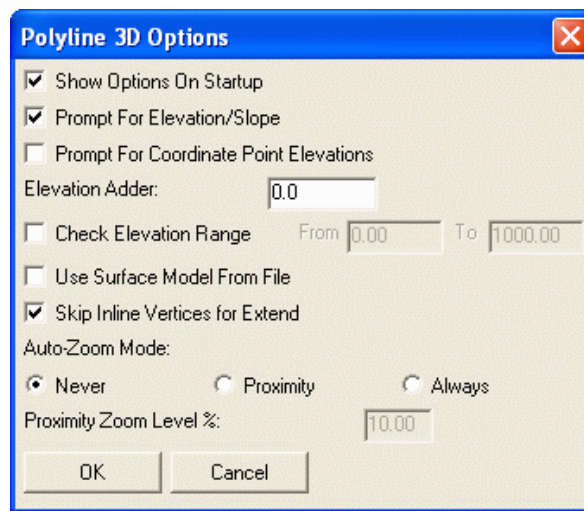 Polyline 3D Options
Show Options On Startup
Prompt For Elevation/Slope
Prompt For Coordinate Point Elevations
Elevation Adder: 0.0
Check Elevation Range From 0.00 To 1000.00
Use Surface Model From File
Skip Inline Vertices for Extend
Auto-Zoom Mode:
Never Proximity Always
Proximity Zoom Level %: 10.00
OK Cancel